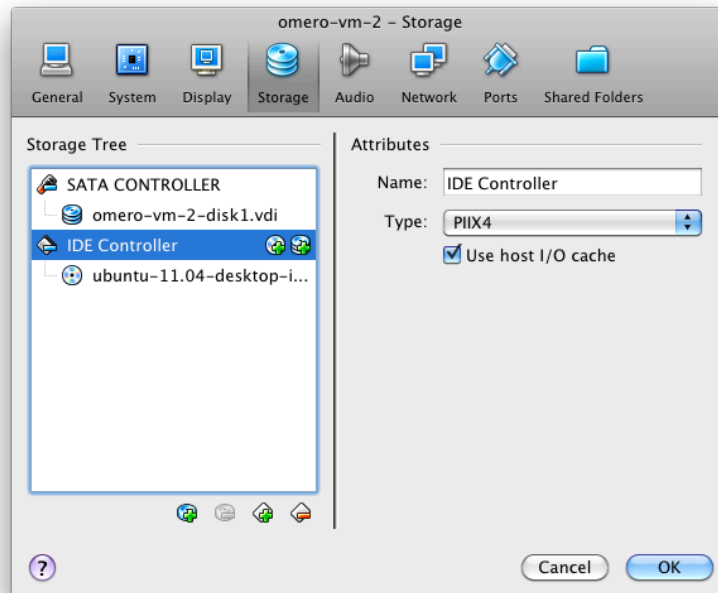 omero-vm-2 – Storage
General System Display Storage Audio Network Ports Shared Folders
Storage Tree
SATA CONTROLLER
omero-vm-2-disk1.vdi
IDE Controller
ubuntu-11.04-desktop-i...
Attributes
Name: IDE Controller
Type: PIIX4
Use host I/O cache
?
Cancel OK